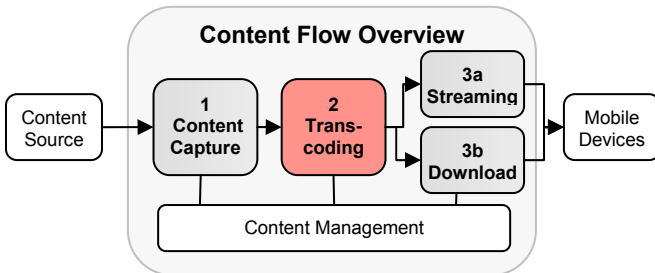 Content Flow Overview
Content
Source
1
Content
Capture
2
Trans-
coding
3a
Streaming
3b
Download
Mobile
Devices
Content Management